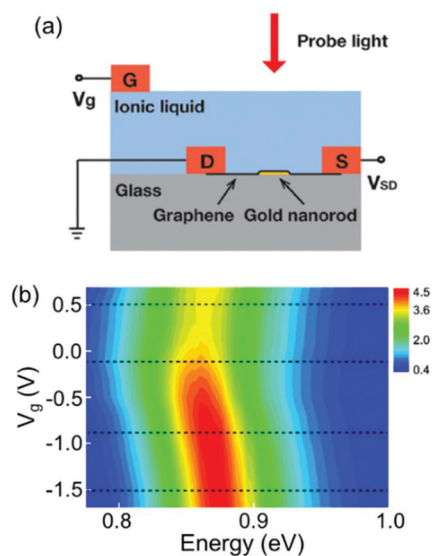 (a)
Probe light
G
Vg
Ionic liquid
D
S
VSD
Glass
Graphene
Gold nanorod
(b)
4.5
3.6
2.0
0.4
0.5
0.0
-0.5
-1.0
-1.5
Vg (V)
0.8
0.9
1.0
Energy (eV)